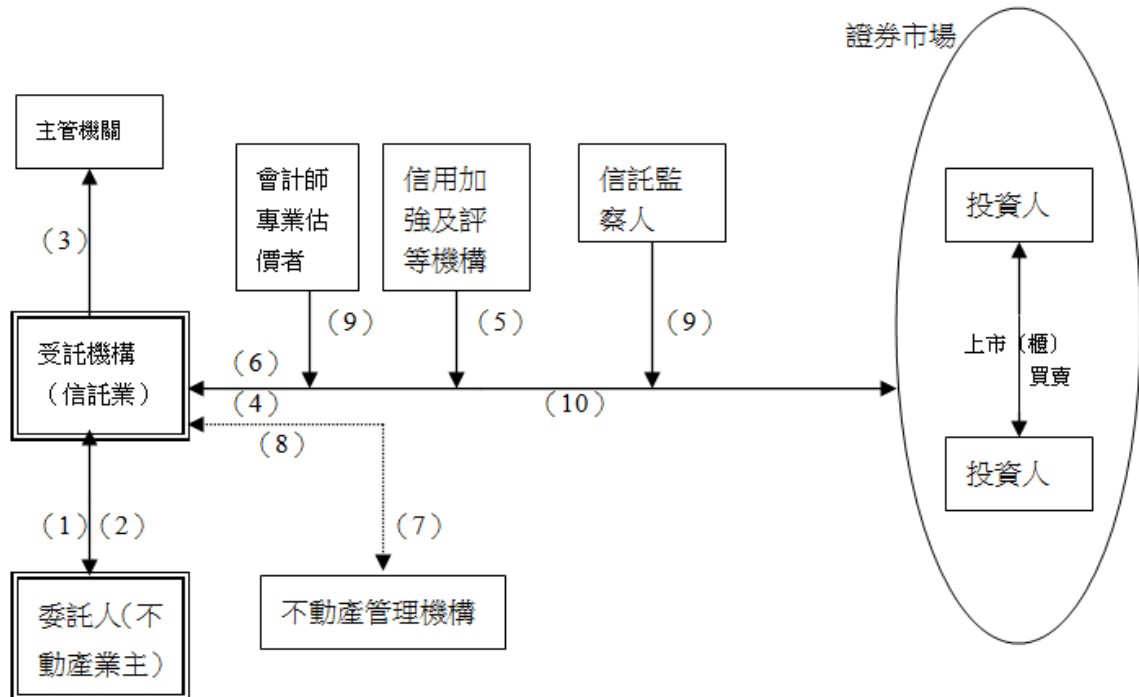 證券市場
主管機關
會計師
專業估
價者
信用加
強及評
等機構
信託監
察人
投資人
（3）
（9）
（5）
（9）
受託機構
（信託業）
（6）
（4）
（10）
（8）
上市（櫃）
買賣
投資人
（1）（2）
（7）
委託人（不
動產業主）
不動產管理機構